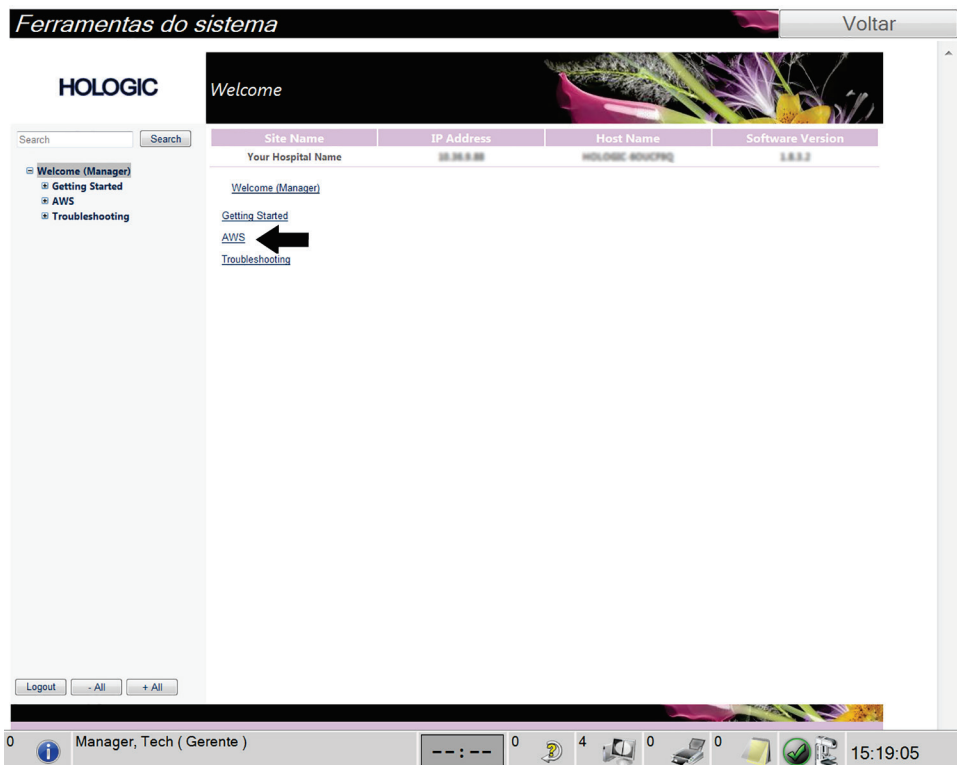 Ferramentas do sistema
Voltar
HOLOGIC
Welcome
Search
Search
Site Name IP Address Host Name Software Version
Your Hospital Name
Welcome (Manager)
Getting Started
AWS
Troubleshooting
Welcome (Manager)
Getting Started
AWS
Troubleshooting
Logout
- All
+ All
0
Manager, Tech ( Gerente )
--:--
0
4
0
0
15:19:05